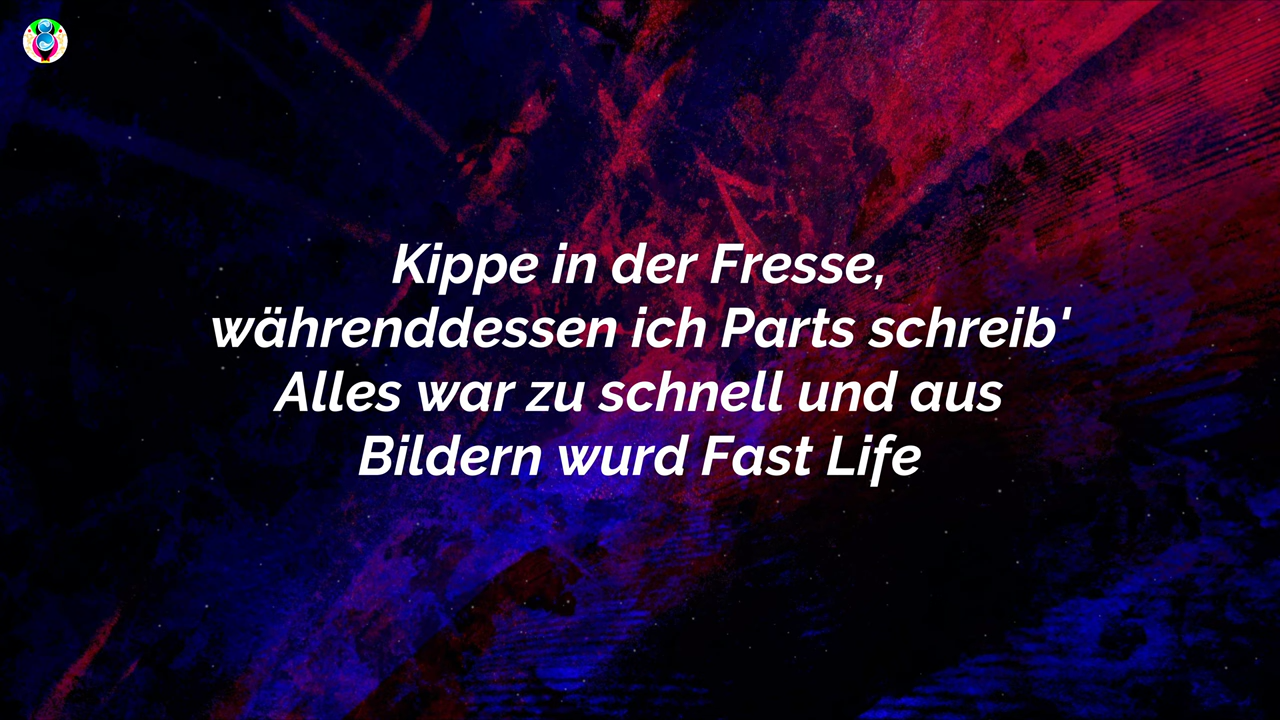 Kippe in der Fresse,
währenddessen ich Parts schreib'
Alles war zu schnell und aus
Bildern wurd Fast Life